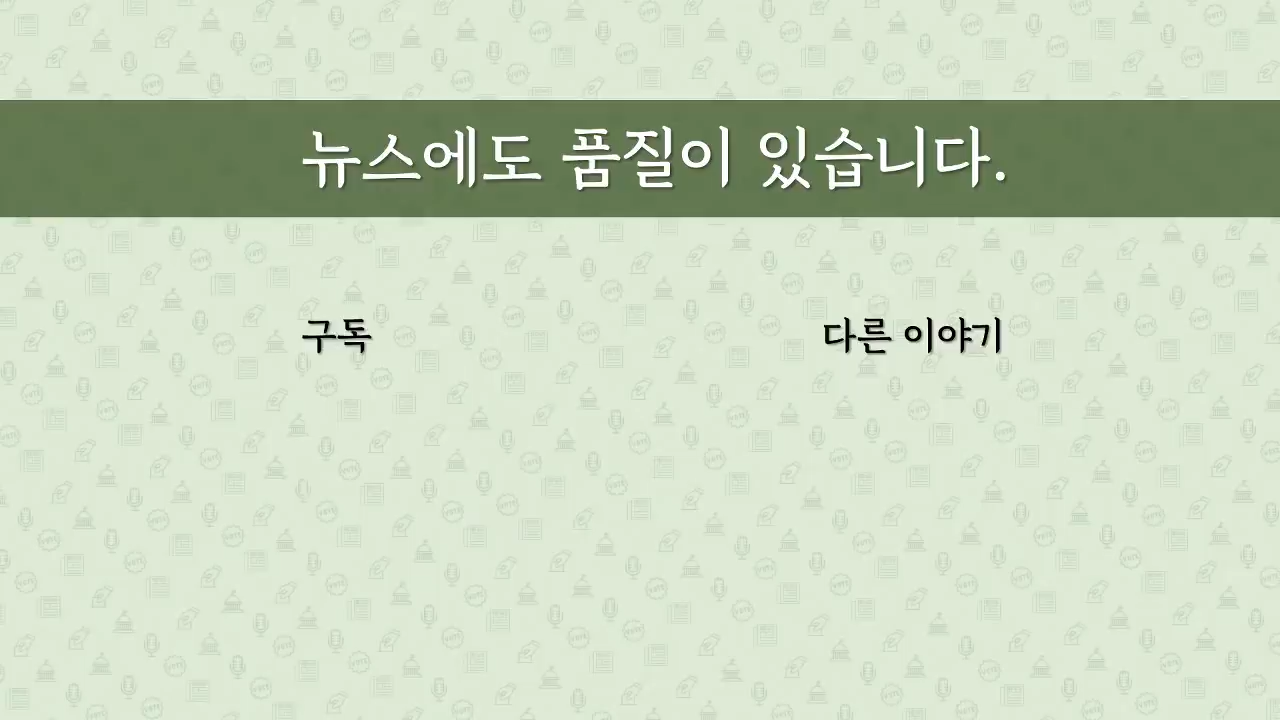 뉴스에도 품질이 있습니다.
구독
다른 이야기